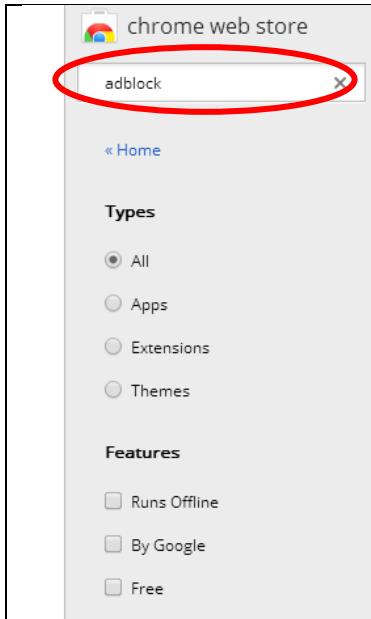 chrome web store
adblock
« Home
Types
All
Apps
Extensions
Themes
Features
Runs Offline
By Google
Free